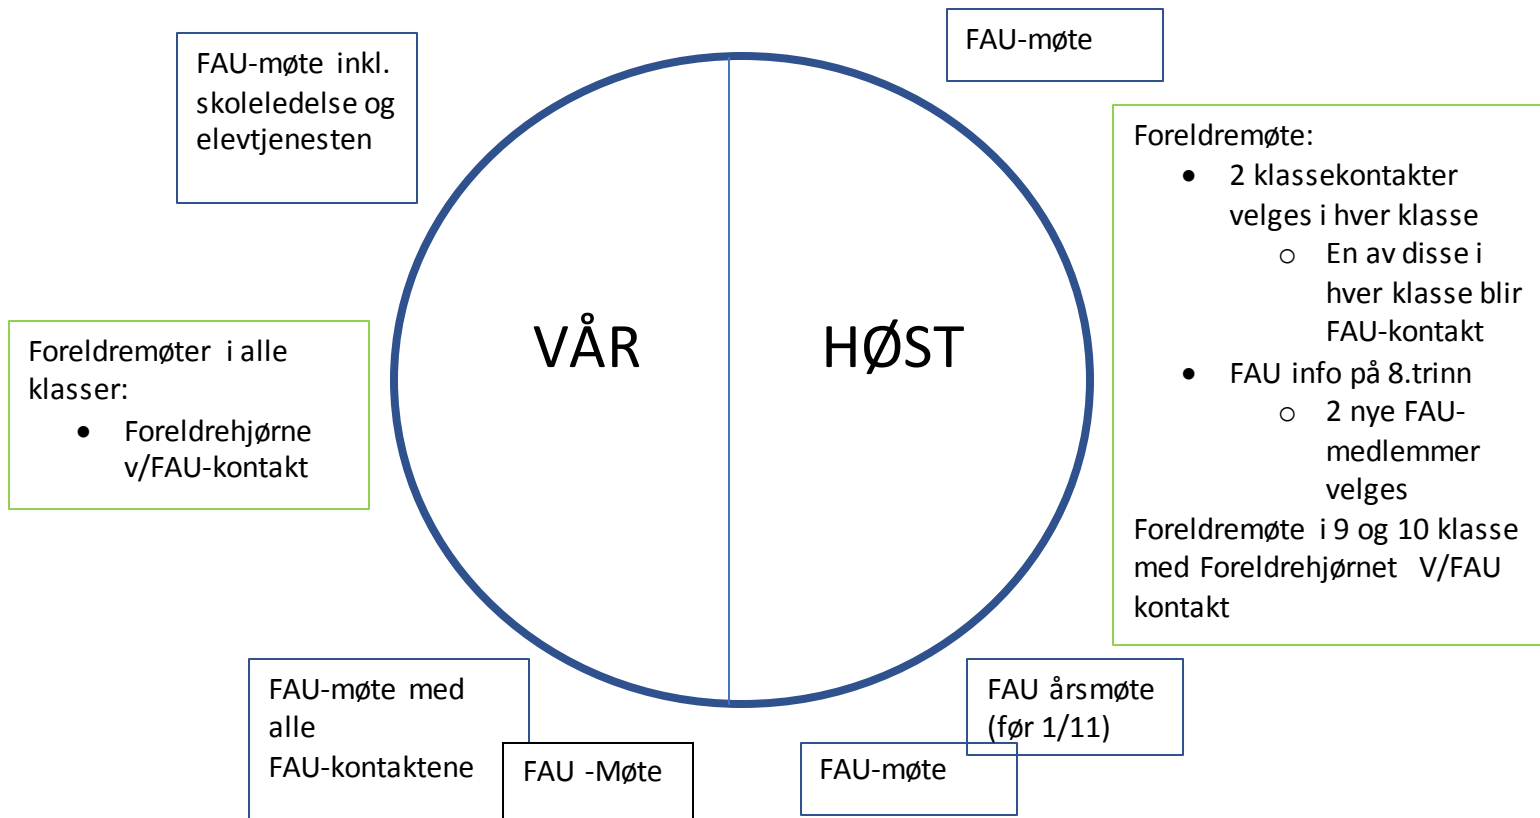 FAU-møte inkl.
skoleledelse og
elevtjenesten
FAU-møte
Foreldremøte:
• 2 klassekontakter
velges i hver klasse
o En av disse i
hver klasse blir
FAU-kontakt
• FAU info på 8.trinn
o 2 nye FAU-
medlemmer
velges
Foreldremøte i 9 og 10 klasse
med Foreldrehjørnet V/FAU
kontakt
VÅR
HØST
Foreldremøter i alle
klasser:
• Foreldrehjørne
v/FAU-kontakt
FAU-møte med
alle
FAU-kontaktene
FAU -Møte
FAU-møte
FAU årsmøte
(før 1/11)